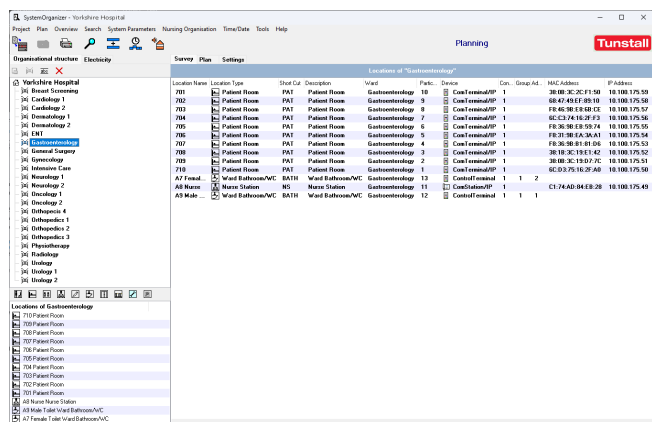 SystemOrganizer - Yorkshire Hospital
Project Plan Overview Search System Parameters Nursing Organisation Time/Date Tools Help
Planning
Tunstall
Organisational structure Electricity
Survey Plan Settings
Locations of "Gastroenterology"
Yorkshire Hospital
Breast Screening
Cardiology 1
Cardiology 2
Dermatology 1
Dermatology 2
ENT
Gastroenterology
General Surgery
Gynecology
Intensive Care
Neurology 1
Neurology 2
Oncology 1
Oncology 2
Orthopecis 4
Orthopedics 1
Orthopedics 2
Orthopedics 3
Physiotherapy
Radiology
Urology
Urology 1
Urology 2
Location Name Location Type Short Cut Description Ward Partic... Device Con... Group Ad... MAC Address IP Address
701 Patient Room PAT Patient Room Gastroenterology 10 ComTerminal/IP 1 38:0B:3C:2C:F1:50 10.100.175.59
702 Patient Room PAT Patient Room Gastroenterology 9 ComTerminal/IP 1 68:47:49:EF:89:10 10.100.175.58
703 Patient Room PAT Patient Room Gastroenterology 8 ComTerminal/IP 1 F8:46:9B:E8:6B:CE 10.100.175.57
704 Patient Room PAT Patient Room Gastroenterology 7 ComTerminal/IP 1 6C:C3:74:16:2F:F3 10.100.175.56
705 Patient Room PAT Patient Room Gastroenterology 6 ComTerminal/IP 1 F8:36:9B:EB:59:74 10.100.175.55
706 Patient Room PAT Patient Room Gastroenterology 5 ComTerminal/IP 1 F8:31:9B:EA:3A:A1 10.100.175.54
707 Patient Room PAT Patient Room Gastroenterology 4 ComTerminal/IP 1 F8:36:9B:B1:81:D6 10.100.175.53
708 Patient Room PAT Patient Room Gastroenterology 3 ComTerminal/IP 1 38:1B:3C:19:E1:42 10.100.175.52
709 Patient Room PAT Patient Room Gastroenterology 2 ComTerminal/IP 1 38:0B:3C:19:D7:7C 10.100.175.51
710 Patient Room PAT Patient Room Gastroenterology 1 ComTerminal/IP 1 6C:D3:75:16:2F:A0 10.100.175.50
A7 Femal... Ward Bathroom/WC BATH Ward Bathroom/WC Gastroenterology 13 ControlTerminal 1 1 2
A8 Nurse Nurse Station NS Nurse Station Gastroenterology 11 ComStation/IP 1 C1:74:AD:84:EB:28 10.100.175.49
A9 Male ... Ward Bathroom/WC BATH Ward Bathroom/WC Gastroenterology 12 ControlTerminal 1 1 1
Locations of Gastroenterology
710 Patient Room
709 Patient Room
708 Patient Room
707 Patient Room
706 Patient Room
705 Patient Room
704 Patient Room
703 Patient Room
702 Patient Room
701 Patient Room
A8 Nurse Nurse Station
A9 Male Toilet Ward Bathroom/WC
A7 Female Toilet Ward Bathroom/WC